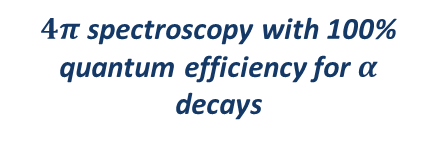 4π spectroscopy with 100%
quantum efficiency for α
decays